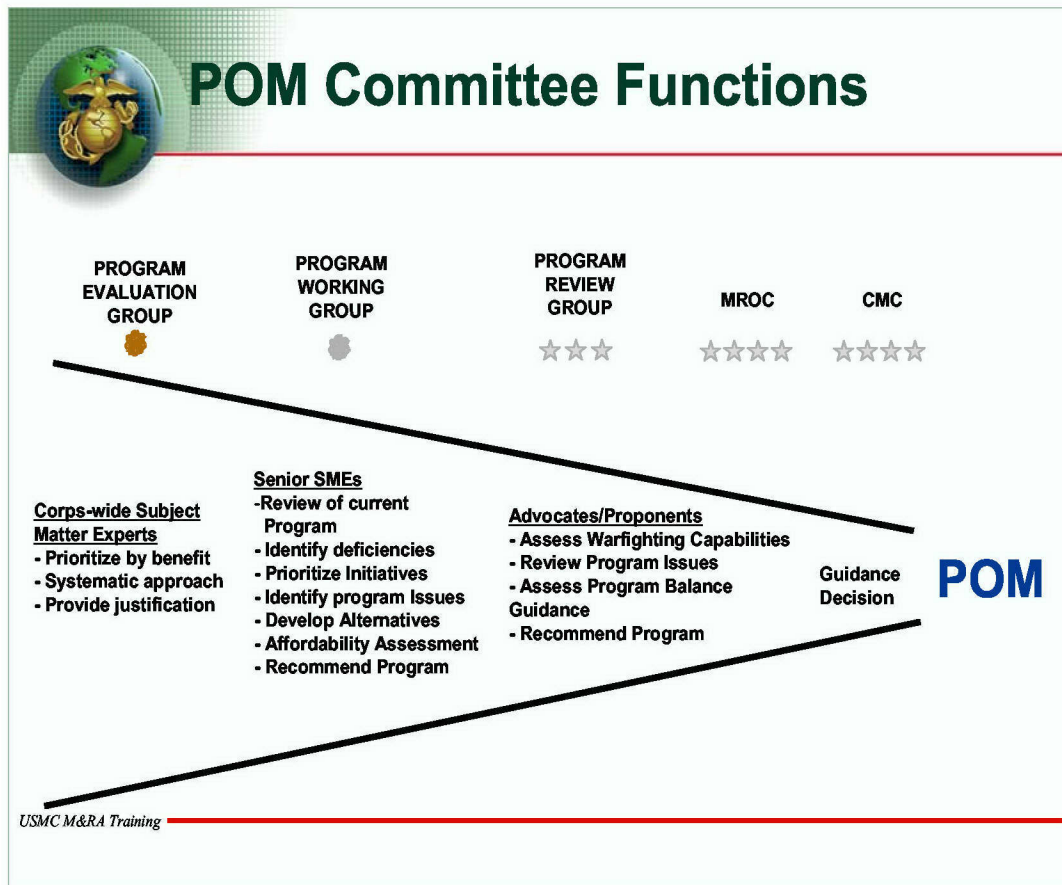 POM Committee Functions
PROGRAM
EVALUATION
GROUP
PROGRAM
WORKING
GROUP
PROGRAM
REVIEW
GROUP
MROC
CMC
Corps-wide Subject
Matter Experts
- Prioritize by benefit
- Systematic approach
- Provide justification
Senior SMEs
-Review of current
Program
- Identify deficiencies
- Prioritize Initiatives
- Identify program Issues
- Develop Alternatives
- Affordability Assessment
- Recommend Program
Advocates/Proponents
- Assess Warfighting Capabilities
- Review Program Issues
- Assess Program Balance
Guidance
- Recommend Program
Guidance
Decision
POM
USMC M&RA Training